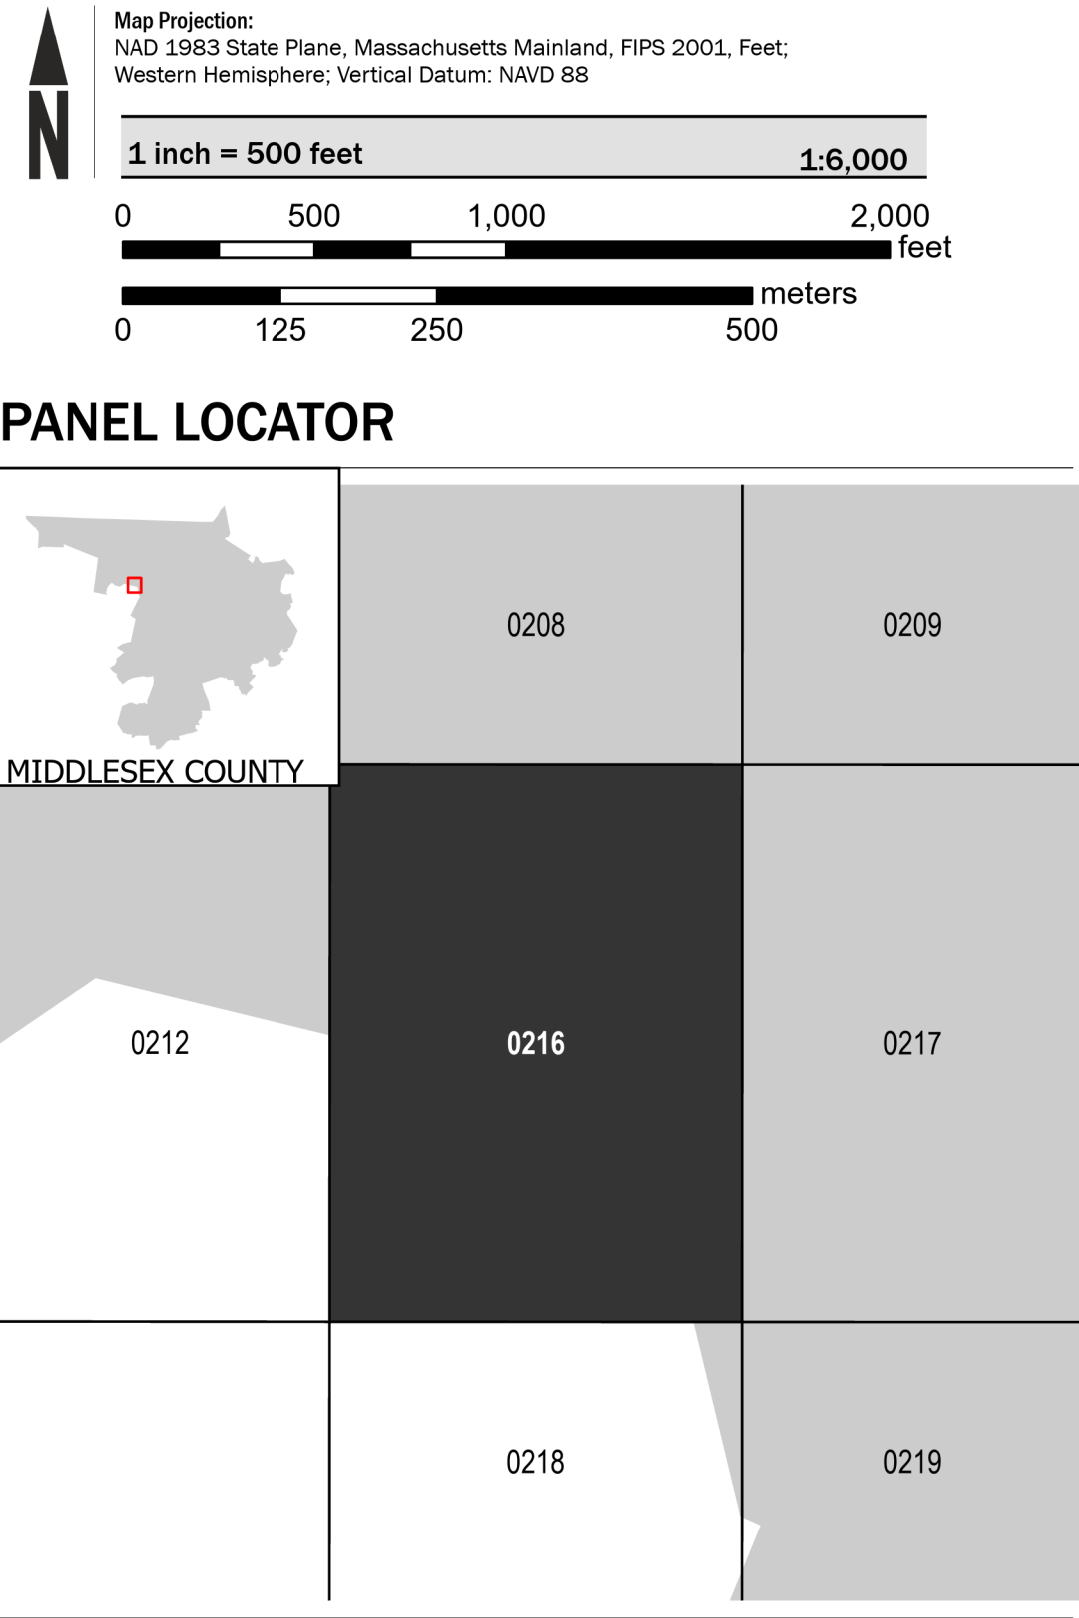 N
Map Projection:
NAD 1983 State Plane, Massachusetts Mainland, FIPS 2001, Feet;
Western Hemisphere; Vertical Datum: NAVD 88
1 inch = 500 feet 1:6,000
0 500 1,000 2,000
feet
meters
0 125 250 500
PANEL LOCATOR
MIDDLESEX COUNTY
0208 0209
0212 0216 0217
0218 0219